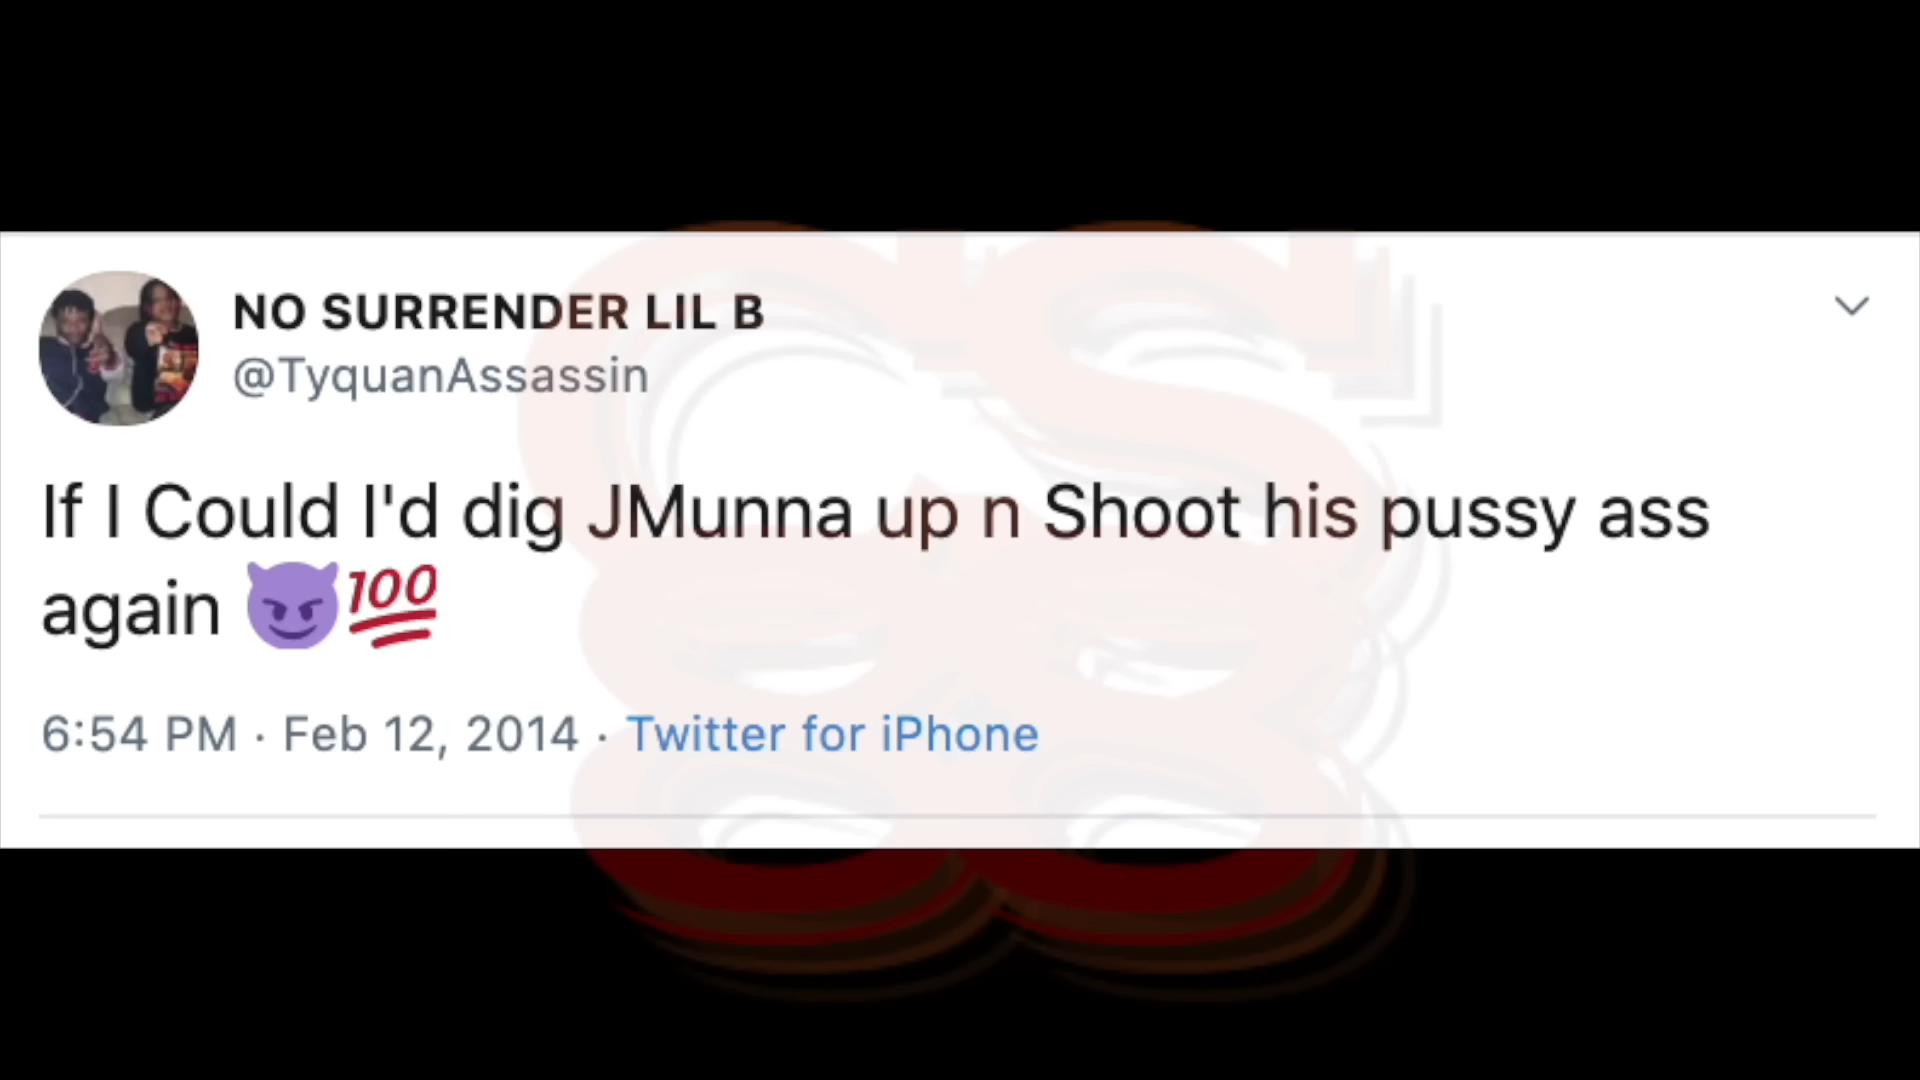 NO SURRENDER LIL B
@TyquanAssassin
If I Could I'd dig JMunna up n Shoot his pussy ass
again 😈💯
6:54 PM · Feb 12, 2014 · Twitter for iPhone